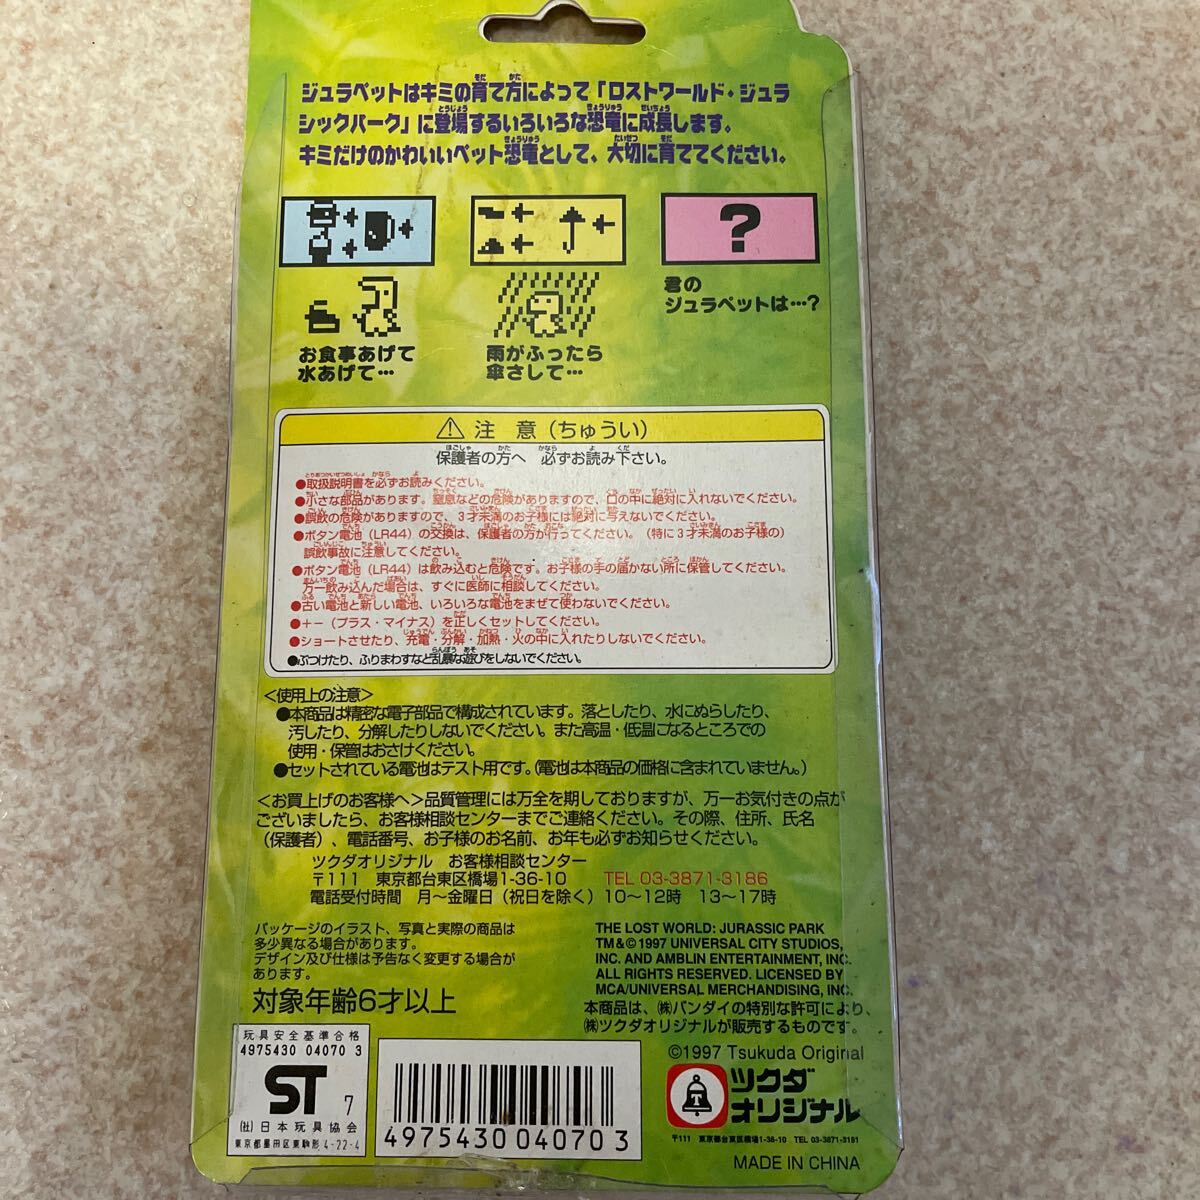 ジュラペットはキミの育て方によって「ロストワールド・ジュラ
シックパーク」に登場するいろいろな恐竜に成長します。
キミだけのかわいいペット恐竜として、大切に育ててください。
?
お食事あげて
水あげて…
雨がふったら
傘さして…
君の
ジュラペットは…?
⚠ 注 意(ちゅうい)
保護者の方へ 必ずお読み下さい。
●取扱説明書を必ずお読みください。
●小さな部品があります。窒息などの危険がありますので、口の中に絶対に入れないでください。
●誤飲の危険がありますので、3才未満のお子様には絶対に与えないでください。
●ボタン電池(LR44)の交換は、保護者の方が行ってください。(特に3才未満のお子様の)
誤飲事故に注意してください。
●ボタン電池(LR44)は飲み込むと危険です。お子様の手の届かない所に保管してください。
万一飲み込んだ場合は、すぐに医師に相談してください。
●古い電池と新しい電池、いろいろな電池をまぜて使わないでください。
●+−(プラス・マイナス)を正しくセットしてください。
●ショートさせたり、充電・分解・加熱・火の中に入れたりしないでください。
●ぶつけたり、ふりまわすなど乱暴な遊びをしないでください。
<使用上の注意>
●本商品は精密な電子部品で構成されています。落としたり、水にぬらしたり、
汚したり、分解したりしないでください。また高温・低温になるところでの
使用・保管はおさけください。
●セットされている電池はテスト用です。(電池は本商品の価格に含まれていません。)
<お買上げのお客様へ>品質管理には万全を期しておりますが、万一お気付きの点が
ございましたら、お客様相談センターまでご連絡ください。その際、住所、氏名
(保護者)、電話番号、お子様のお名前、お年も必ずお知らせください。
ツクダオリジナル お客様相談センター
〒111 東京都台東区橋場1-36-10 TEL 03-3871-3186
電話受付時間 月〜金曜日(祝日を除く)10〜12時 13〜17時
パッケージのイラスト、写真と実際の商品は
多少異なる場合があります。
デザイン及び仕様は予告なく変更する場合が
あります。
対象年齢6才以上
THE LOST WORLD: JURASSIC PARK
TM&©1997 UNIVERSAL CITY STUDIOS,
INC. AND AMBLIN ENTERTAINMENT, INC.
ALL RIGHTS RESERVED. LICENSED BY
MCA/UNIVERSAL MERCHANDISING, INC.
本商品は、㈱バンダイの特別な許可により、
㈱ツクダオリジナルが販売するものです。
玩具安全基準合格
4975430 04070 3
ST 7
(社)日本玩具協会
東京都墨田区東駒形4-22-4
4975430040703
©1997 Tsukuda Original
T
ツクダ
オリジナル
〒111 東京都台東区橋場1-36-10 TEL 03-3871-3181
MADE IN CHINA